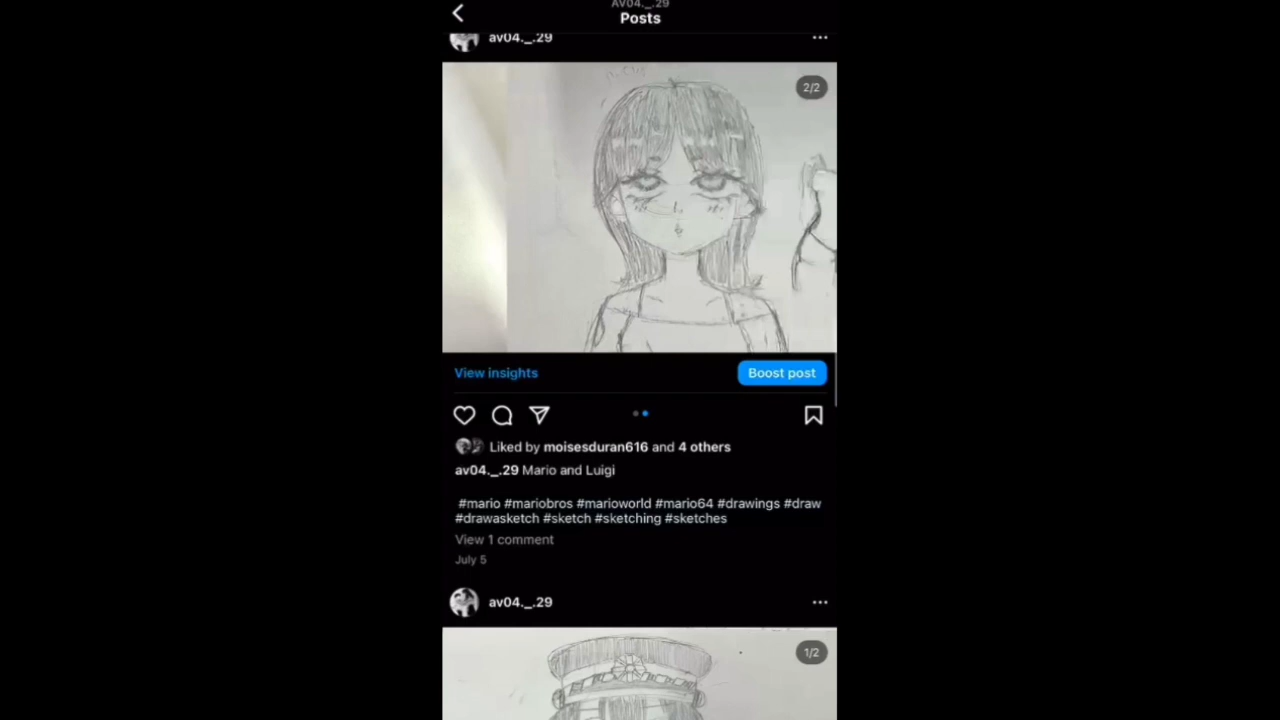 AV04._.29
Posts
av04._.29
2/2
View insights
Boost post
Liked by moisesduran616 and 4 others
av04._.29 Mario and Luigi
#mario #mariobros #marioworld #mario64 #drawings #draw
#drawasketch #sketch #sketching #sketches
View 1 comment
July 5
av04._.29
1/2